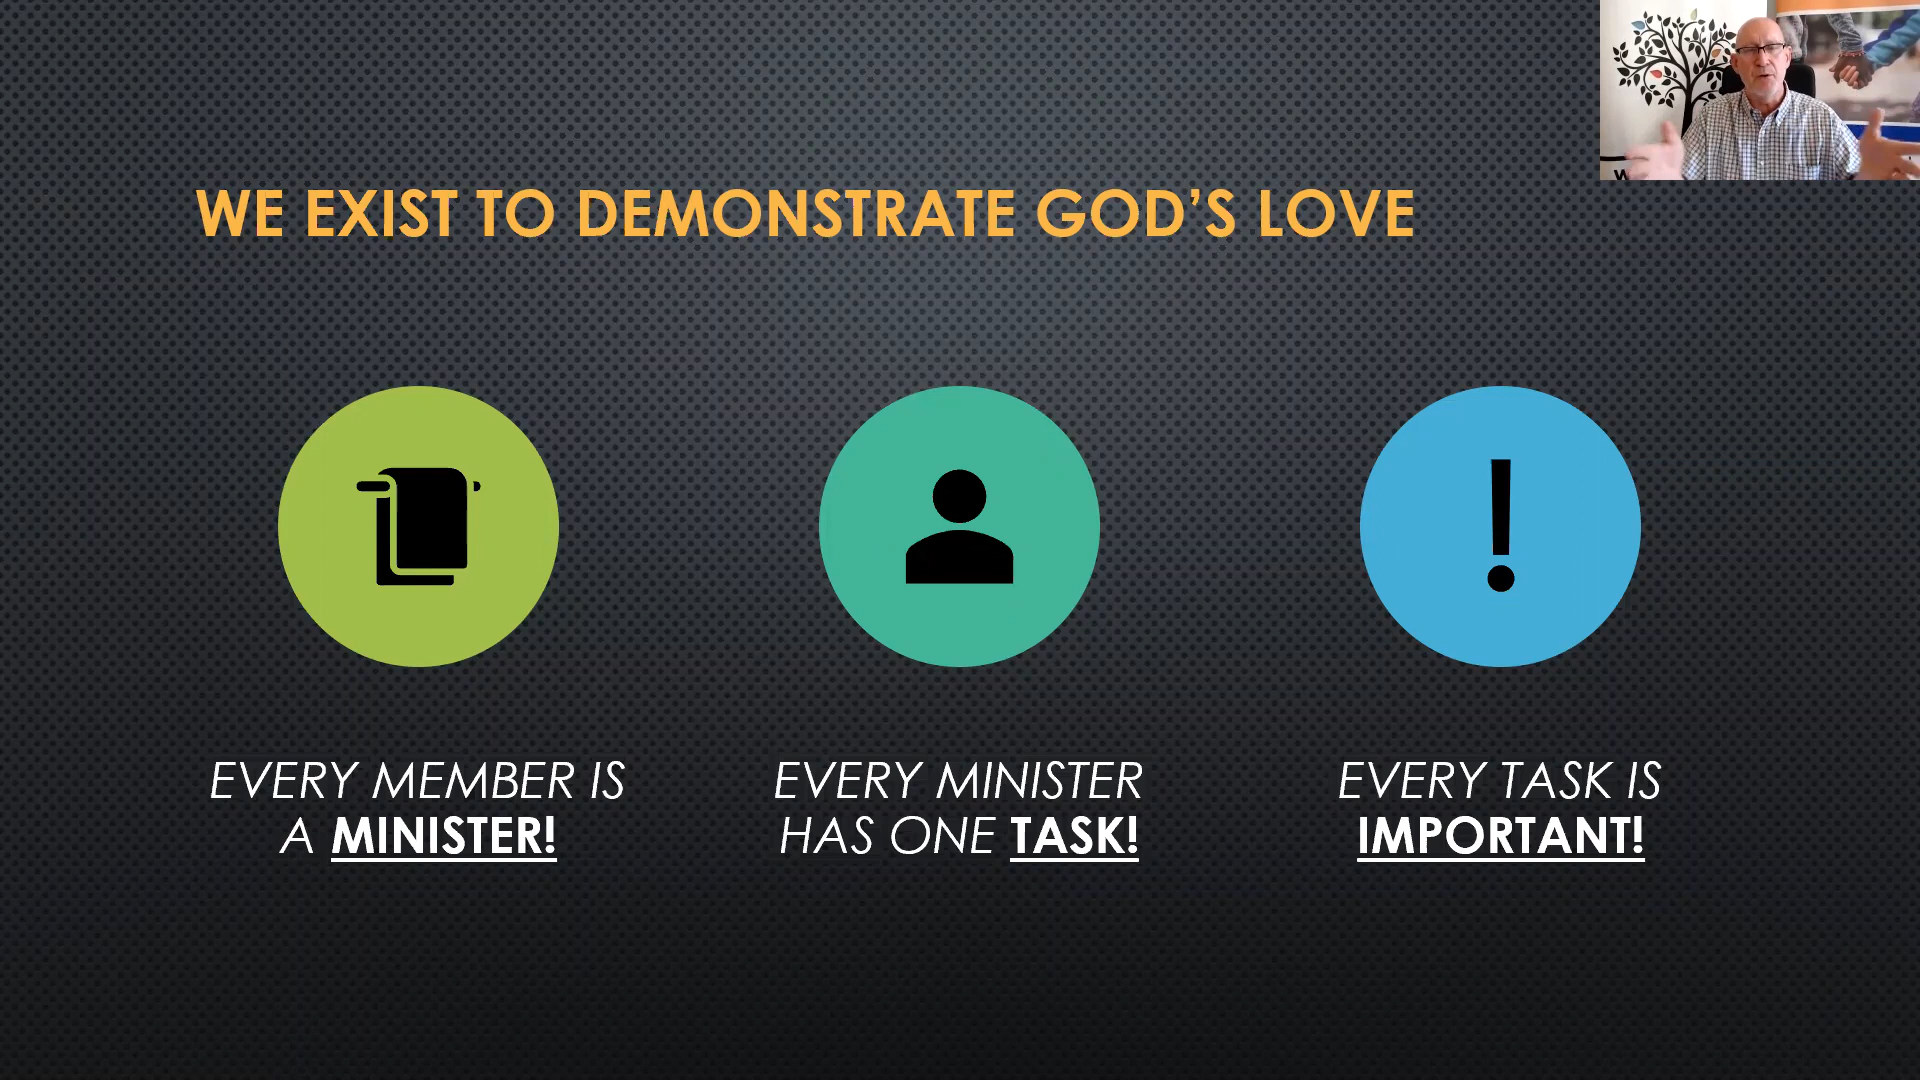 WE EXIST TO DEMONSTRATE GOD’S LOVE
EVERY MEMBER IS
A MINISTER!
EVERY MINISTER
HAS ONE TASK!
EVERY TASK IS
IMPORTANT!